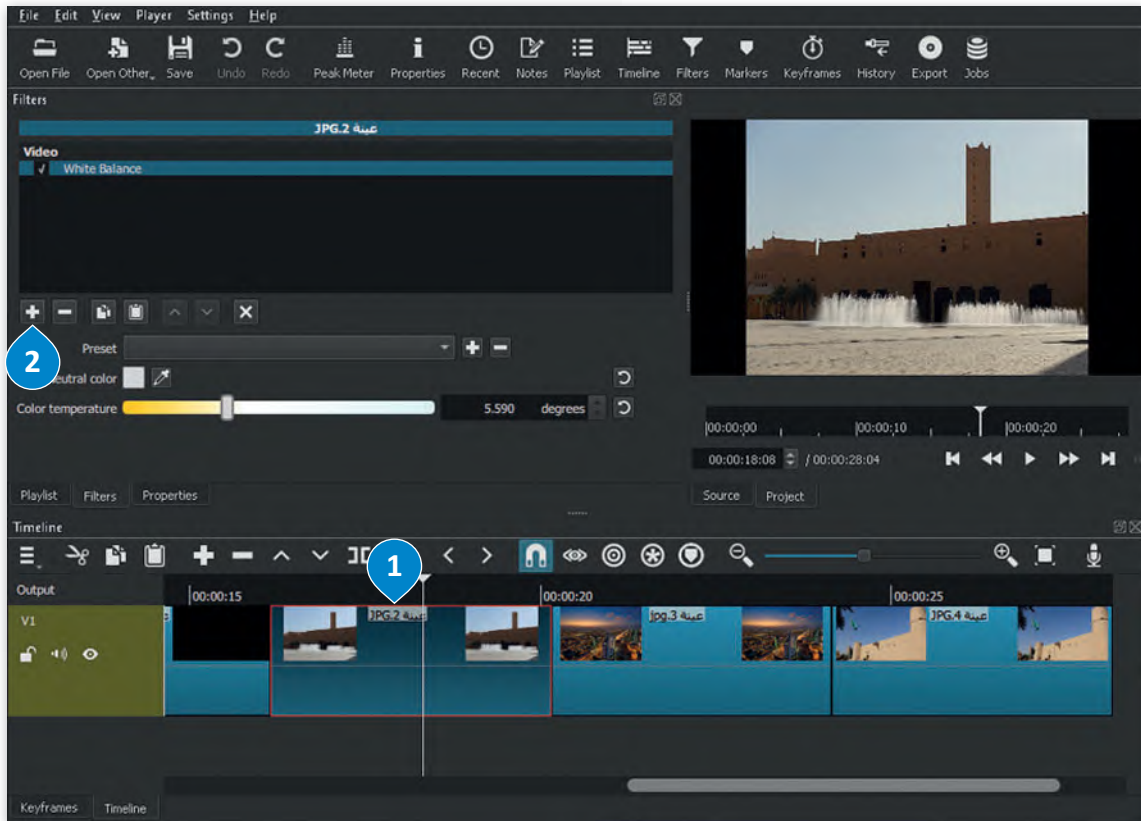 File Edit View Player Settings Help
Open File Open Other Save Undo Redo Peak Meter Properties Recent Notes Playlist Timeline Filters Markers Keyframes History Export Jobs
Filters
عينة 2.JPG
Video
White Balance
2
Preset
eutral color
Color temperature 5.590 degrees
00:00:00 00:00:10 00:00:20
00:00:18:08 / 00:00:28:04
Playlist Filters Properties
Source Project
Timeline
1
Output 00:00:15 00:00:20 00:00:25
V1
عينة 2.JPG عينة 3.jpg عينة 4.JPG
Keyframes Timeline